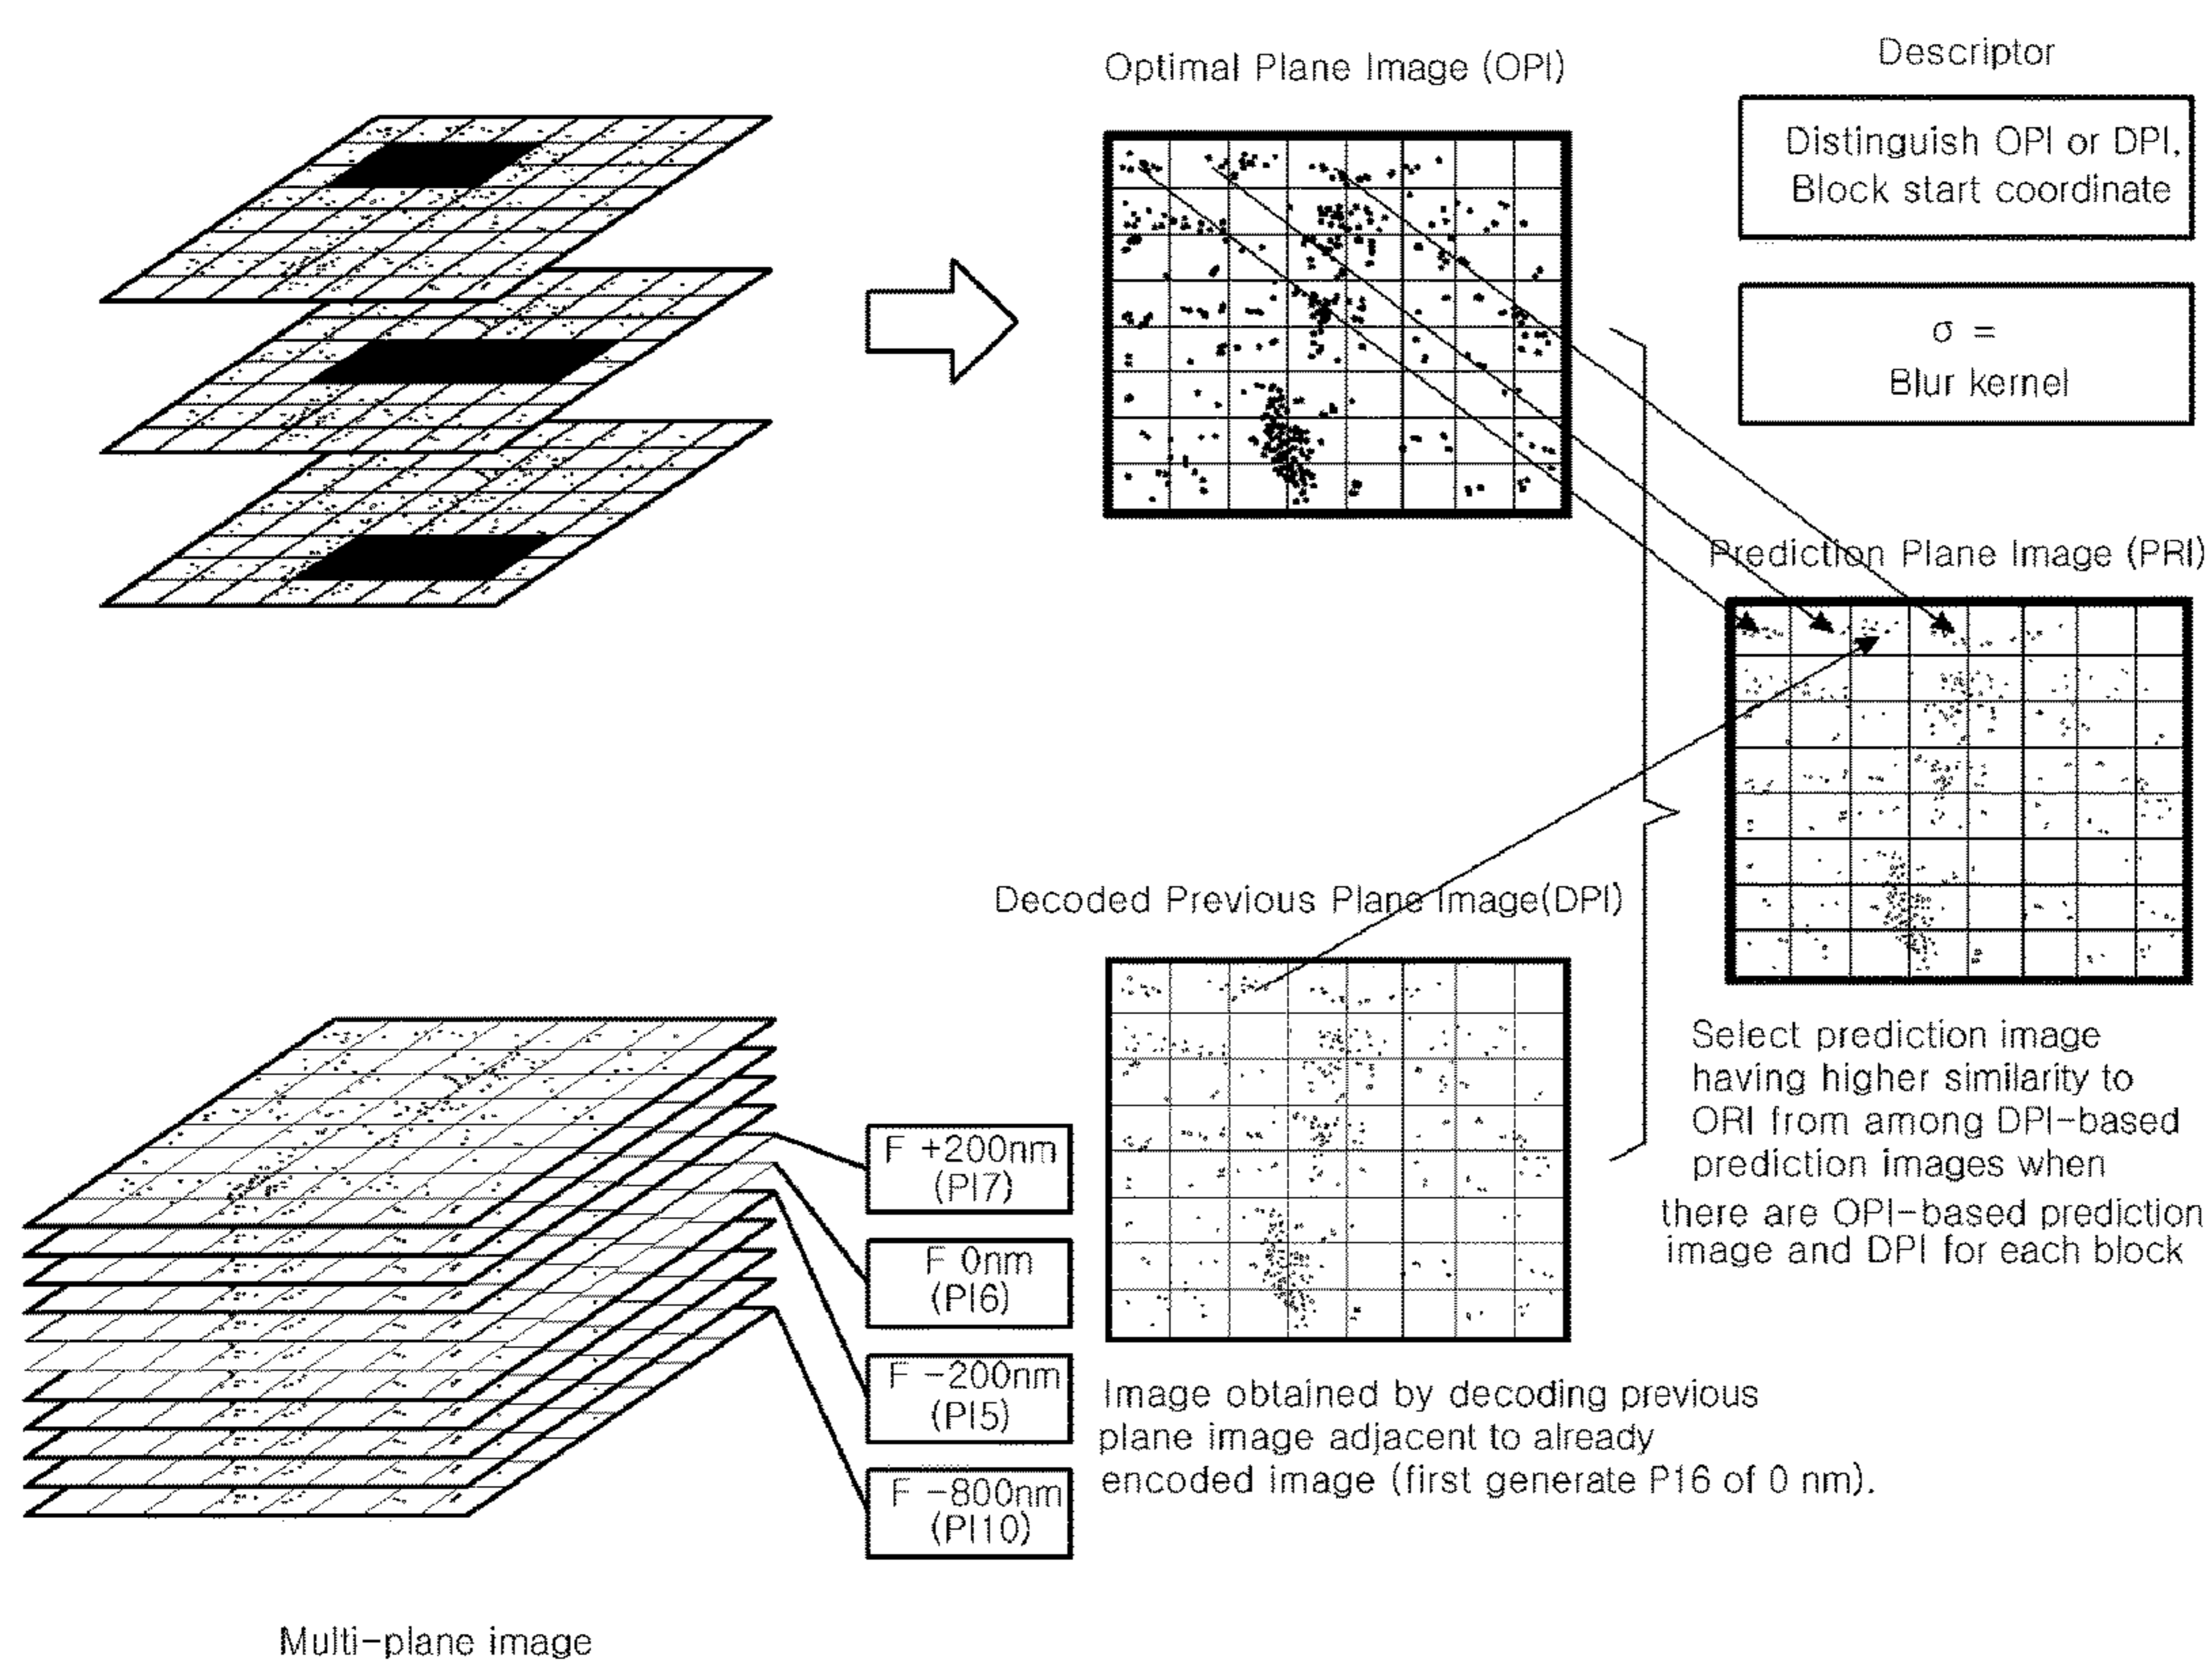 Optimal Plane Image (OPI)
Descriptor
Distinguish OPI or DPI,
Block start coordinate
σ =
Blur kernel
Prediction Plane Image (PRI)
Decoded Previous Plane Image(DPI)
Select prediction image
having higher similarity to
ORI from among DPI-based
prediction images when
there are OPI-based prediction
image and DPI for each block
F +200nm
(PI7)
F 0nm
(PI6)
F -200nm
(PI5)
F -800nm
(PI10)
Image obtained by decoding previous
plane image adjacent to already
encoded image (first generate P16 of 0 nm).
Multi-plane image